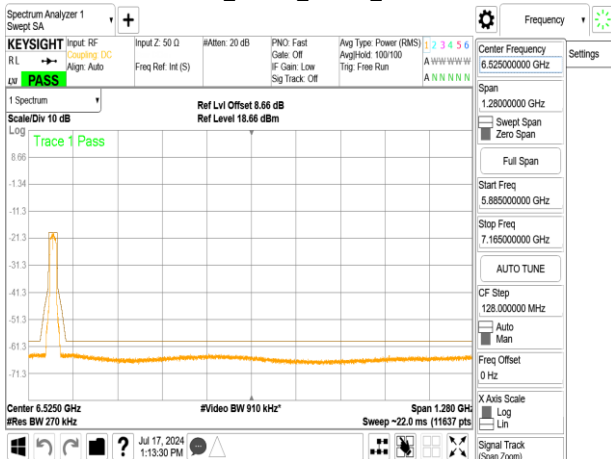 Spectrum Analyzer 1
Swept SA
Frequency
KEYSIGHT
RL
PASS
Input: RF
Coupling: DC
Align: Auto
Input Z: 50 Ω
Freq Ref: Int (S)
#Atten: 20 dB
PNO: Fast
Gate: Off
IF Gain: Low
Sig Track: Off
Avg Type: Power (RMS)
Avg|Hold: 100/100
Trig: Free Run
1 2 3 4 5 6
A W W W W W
A N N N N N
Center Frequency
6.525000000 GHz
Settings
Span
1.28000000 GHz
Swept Span
Zero Span
Full Span
Start Freq
5.885000000 GHz
Stop Freq
7.165000000 GHz
AUTO TUNE
CF Step
128.000000 MHz
Auto
Man
Freq Offset
0 Hz
X Axis Scale
Log
Lin
Signal Track
(Span Zoom)
1 Spectrum
Scale/Div 10 dB
Ref Lvl Offset 8.66 dB
Ref Level 18.66 dBm
Log
Trace 1 Pass
8.66
-1.34
-11.3
-21.3
-31.3
-41.3
-51.3
-61.3
-71.3
Center 6.5250 GHz
#Res BW 270 kHz
#Video BW 910 kHz*
Span 1.280 GHz
Sweep ~22.0 ms (11637 pts
Jul 17, 2024
1:13:30 PM